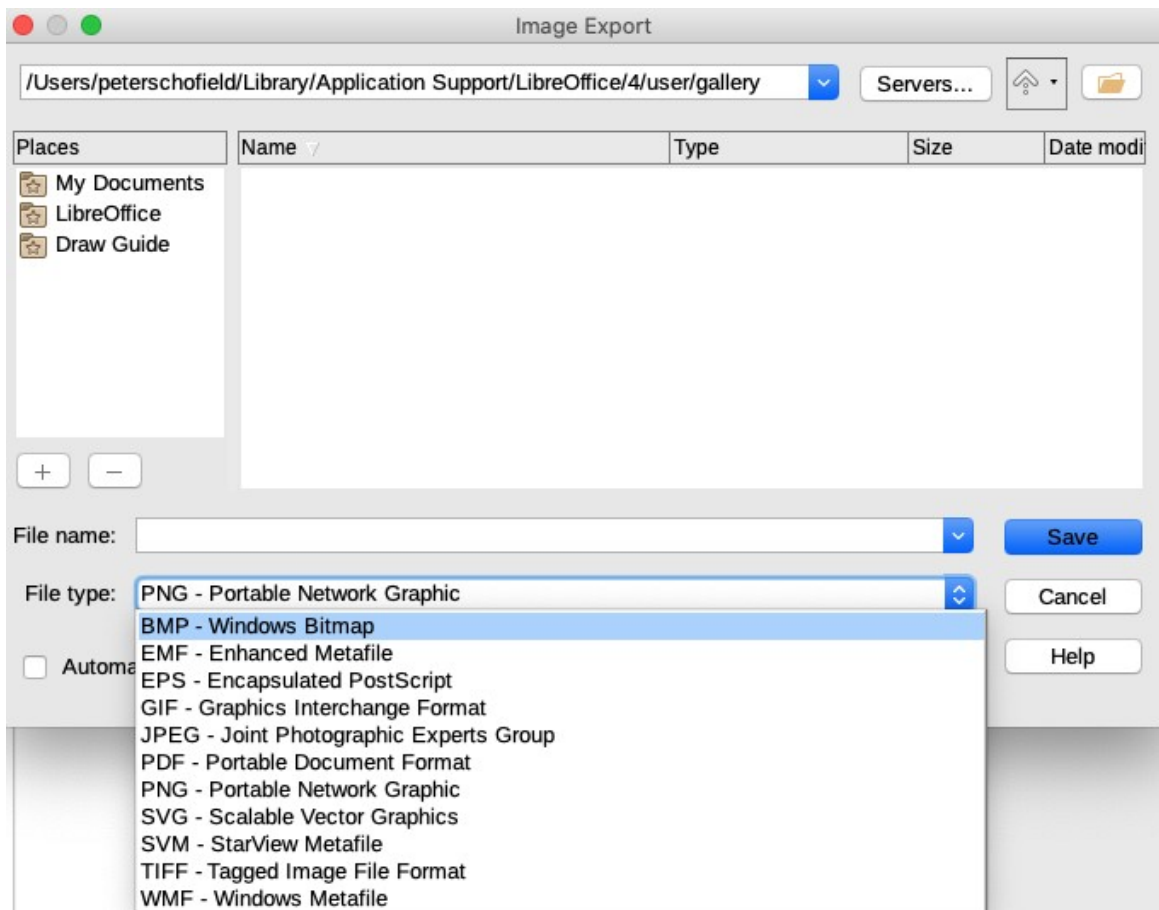 Image Export
/Users/peterschofield/Library/Application Support/LibreOffice/4/user/gallery
Servers...
Places
Name
Type
Size
Date modi
My Documents
LibreOffice
Draw Guide
File name:
Save
File type:
PNG - Portable Network Graphic
Cancel
BMP - Windows Bitmap
EMF - Enhanced Metafile
Automa
Help
EPS - Encapsulated PostScript
GIF - Graphics Interchange Format
JPEG - Joint Photographic Experts Group
PDF - Portable Document Format
PNG - Portable Network Graphic
SVG - Scalable Vector Graphics
SVM - StarView Metafile
TIFF - Tagged Image File Format
WMF - Windows Metafile